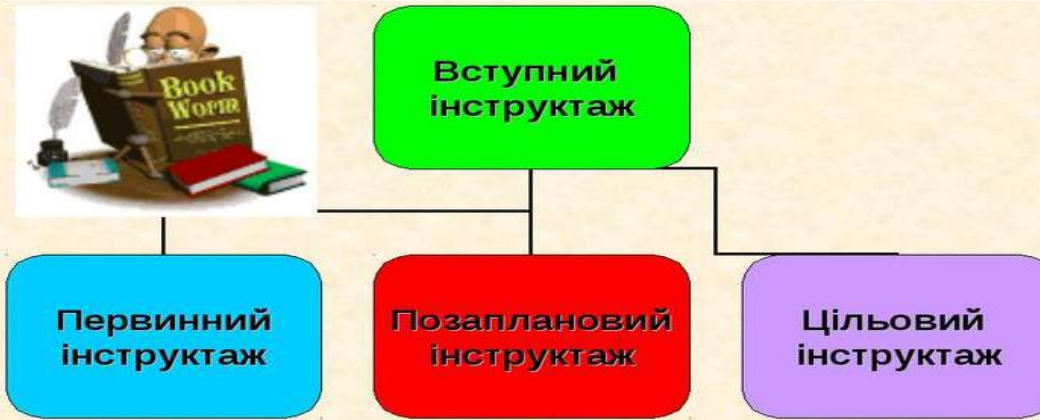 Book
Worm
Вступний
інструктаж
Первинний
інструктаж
Позаплановий
інструктаж
Цільовий
інструктаж